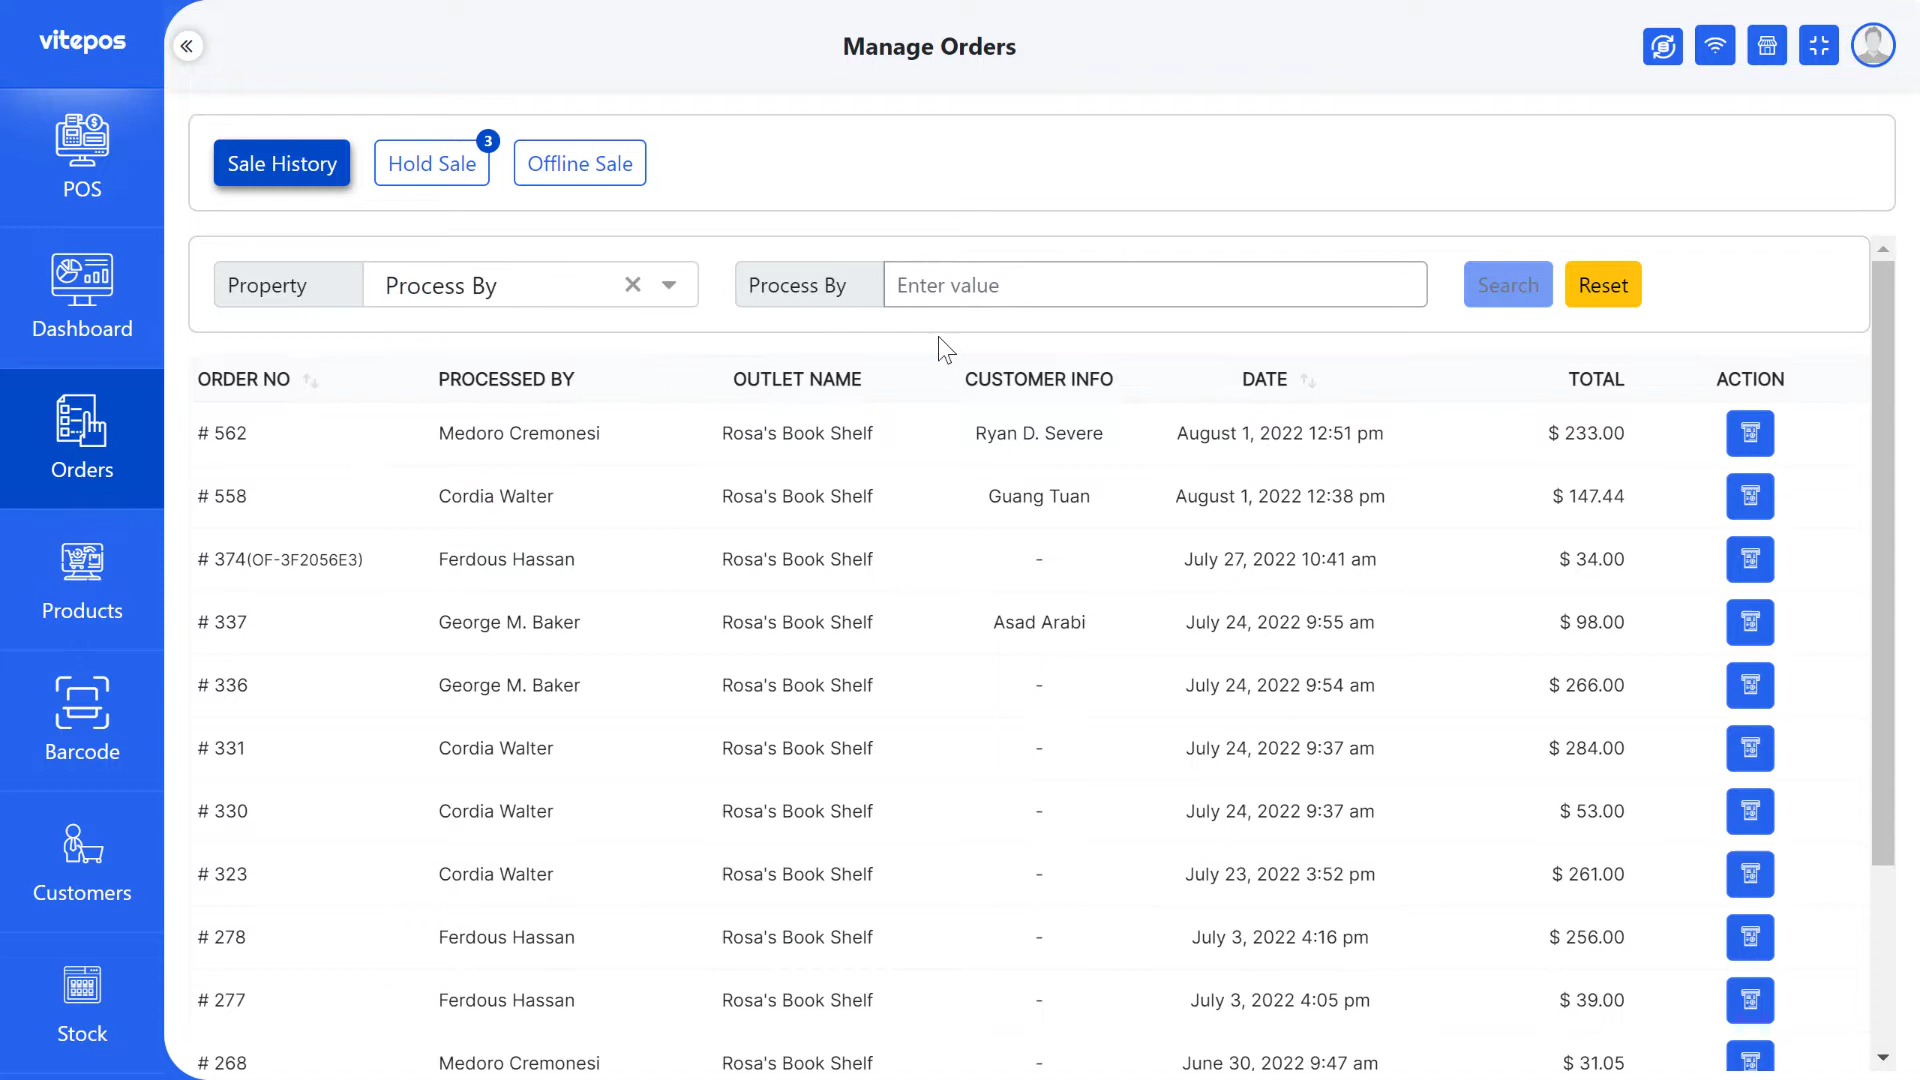 vitepos
Manage Orders
POS
Dashboard
Orders
Products
Barcode
Customers
Stock
Sale History
Hold Sale
3
Offline Sale
Property
Process By
Process By
Enter value
Search
Reset
ORDER NO PROCESSED BY OUTLET NAME CUSTOMER INFO DATE TOTAL ACTION
# 562 Medoro Cremonesi Rosa's Book Shelf Ryan D. Severe August 1, 2022 12:51 pm $ 233.00
# 558 Cordia Walter Rosa's Book Shelf Guang Tuan August 1, 2022 12:38 pm $ 147.44
# 374(OF-3F2056E3) Ferdous Hassan Rosa's Book Shelf - July 27, 2022 10:41 am $ 34.00
# 337 George M. Baker Rosa's Book Shelf Asad Arabi July 24, 2022 9:55 am $ 98.00
# 336 George M. Baker Rosa's Book Shelf - July 24, 2022 9:54 am $ 266.00
# 331 Cordia Walter Rosa's Book Shelf - July 24, 2022 9:37 am $ 284.00
# 330 Cordia Walter Rosa's Book Shelf - July 24, 2022 9:37 am $ 53.00
# 323 Cordia Walter Rosa's Book Shelf - July 23, 2022 3:52 pm $ 261.00
# 278 Ferdous Hassan Rosa's Book Shelf - July 3, 2022 4:16 pm $ 256.00
# 277 Ferdous Hassan Rosa's Book Shelf - July 3, 2022 4:05 pm $ 39.00
# 268 Medoro Cremonesi Rosa's Book Shelf - June 30, 2022 9:47 am $ 31.05